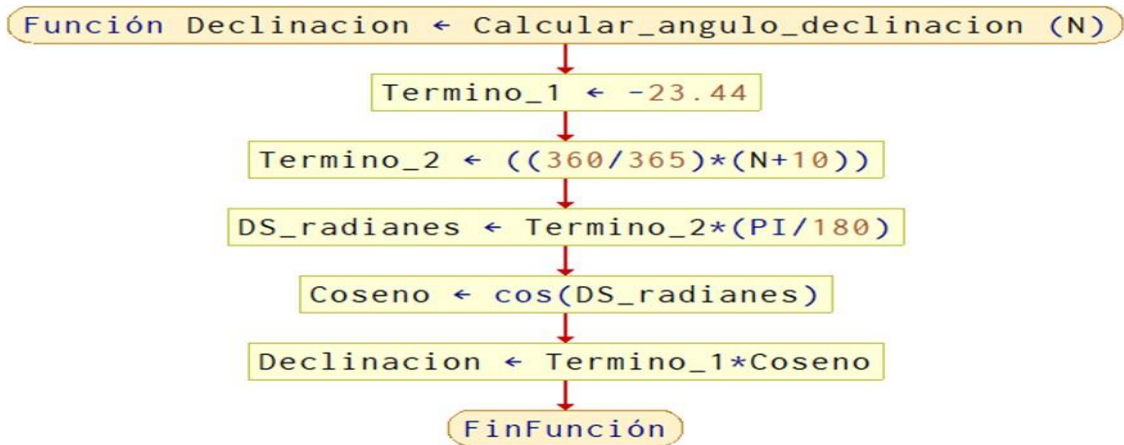 Función Declinacion ← Calcular_angulo_declinacion (N)
Termino_1 ← -23.44
Termino_2 ← ((360/365)*(N+10))
DS_radianes ← Termino_2*(PI/180)
Coseno ← cos(DS_radianes)
Declinacion ← Termino_1*Coseno
FinFunción